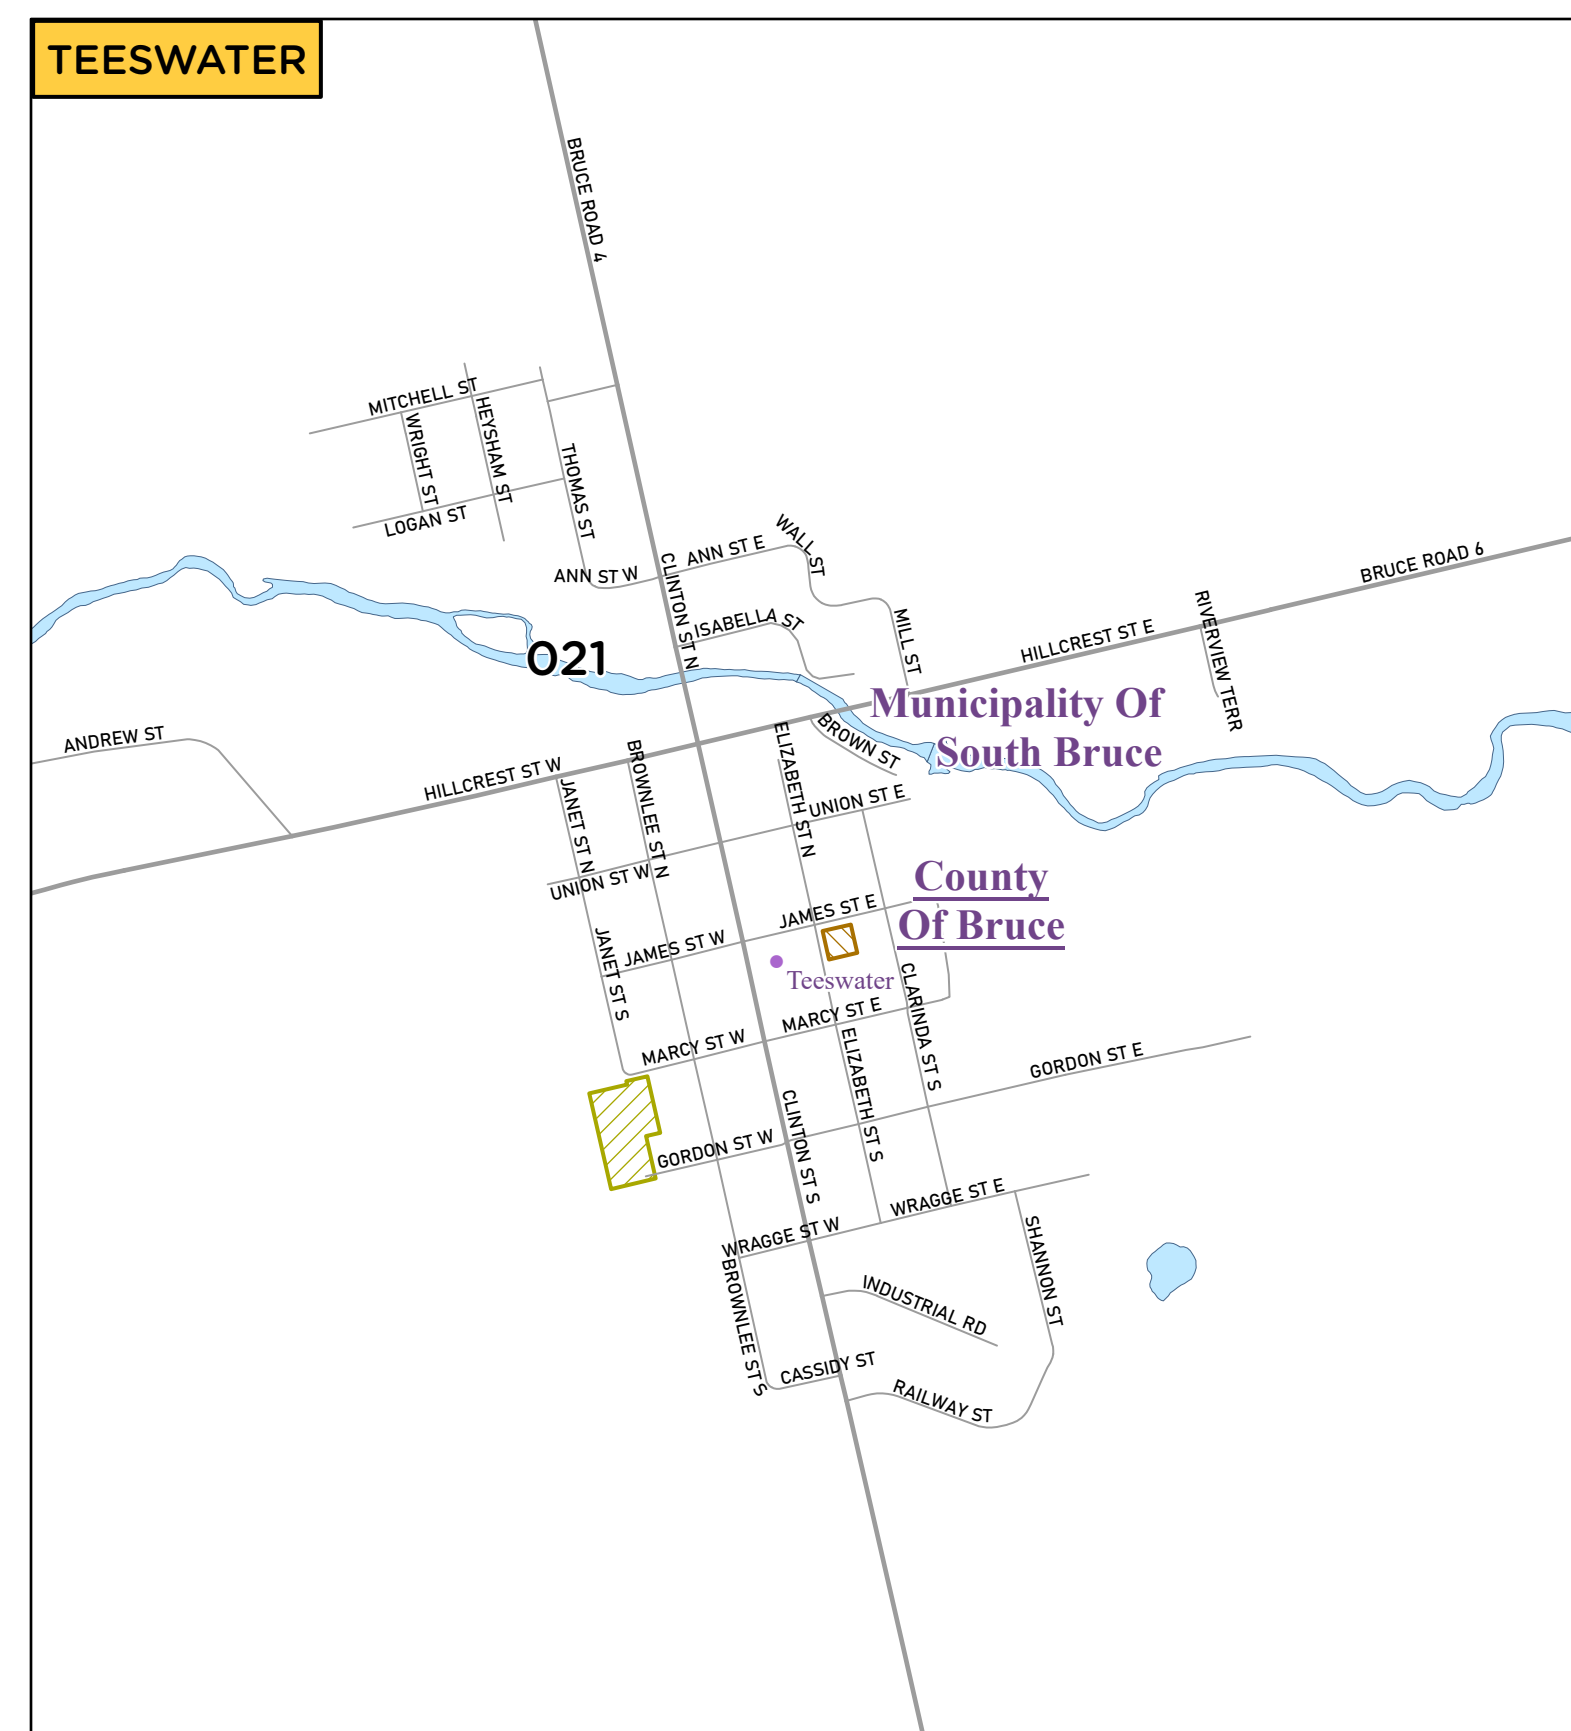 TEESWATER
BRUCE ROAD 4
MITCHELL ST
WRIGHT ST
HEYSHAM ST
THOMAS ST
LOGAN ST
ANN ST W
ANN ST E
WALL ST
CLINTON ST N
ISABELLA ST
MILL ST
BRUCE ROAD 6
HILLCREST ST E
RIVERVIEW TERR
021
Municipality Of
South Bruce
ANDREW ST
HILLCREST ST W
BROWNLEE ST N
JANET ST N
ELIZABETH ST N
BROWN ST
UNION ST E
UNION ST W
County
Of Bruce
JAMES ST E
JAMES ST W
JANET ST S
Teeswater
CLARINDA ST S
MARCY ST E
MARCY ST W
ELIZABETH ST S
GORDON ST E
CLINTON ST S
GORDON ST W
WRAGGE ST E
WRAGGE ST W
SHANNON ST
BROWNLEE ST S
INDUSTRIAL RD
CASSIDY ST
RAILWAY ST